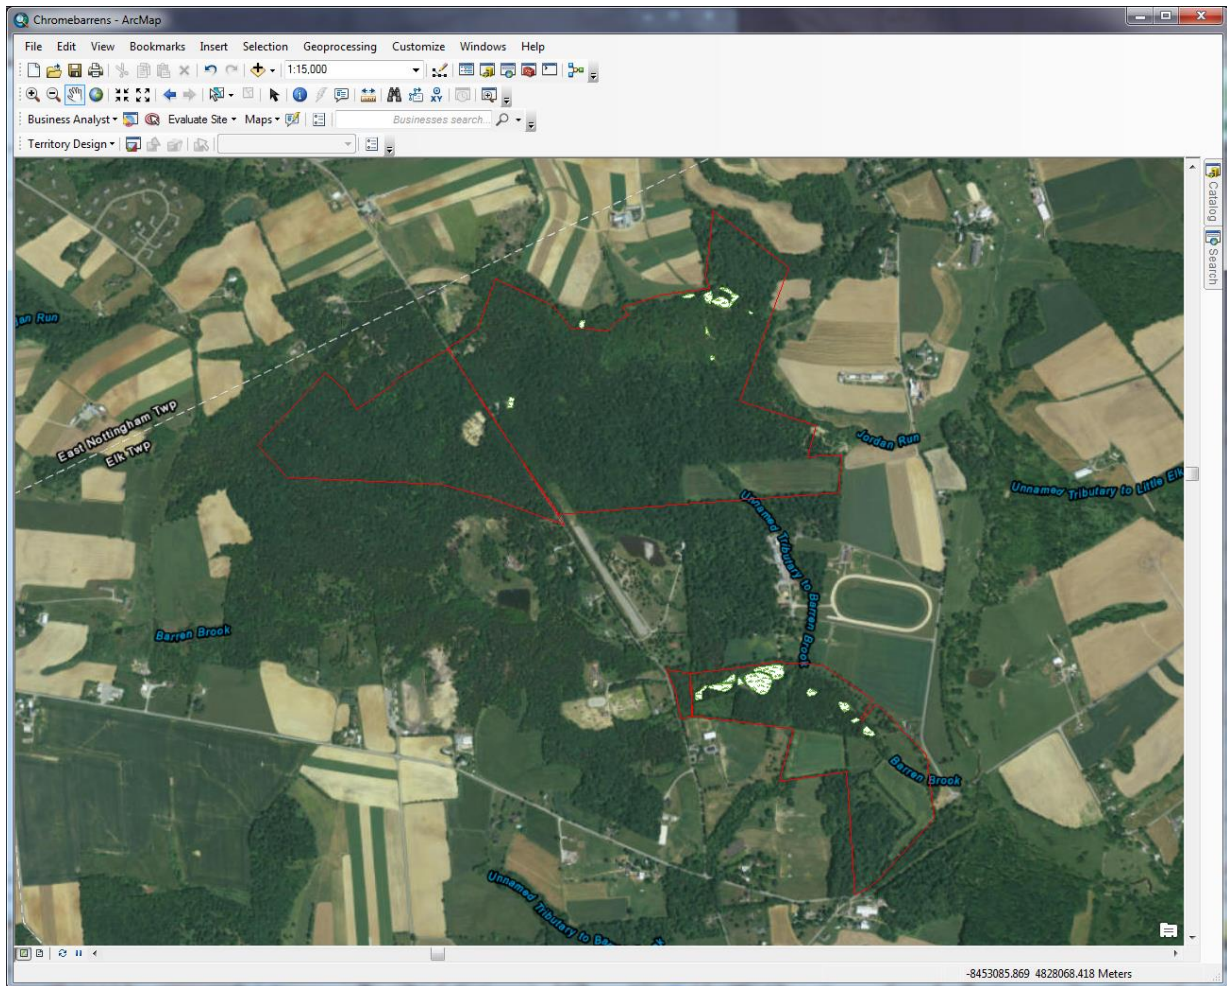 Chromebarrens - ArcMap
File Edit View Bookmarks Insert Selection Geoprocessing Customize Windows Help
1:15,000
Business Analyst Evaluate Site Maps Businesses search...
Territory Design
Catalog
Search
an Run
East Nottingham Twp
Elk Twp
Jordan Run
Unnamed Tributary to Little Elk
Unnamed Tributary to Barren Brook
Barren Brook
Barren Brook
Unnamed Tributary to Ba
-8453085.869 4828068.418 Meters